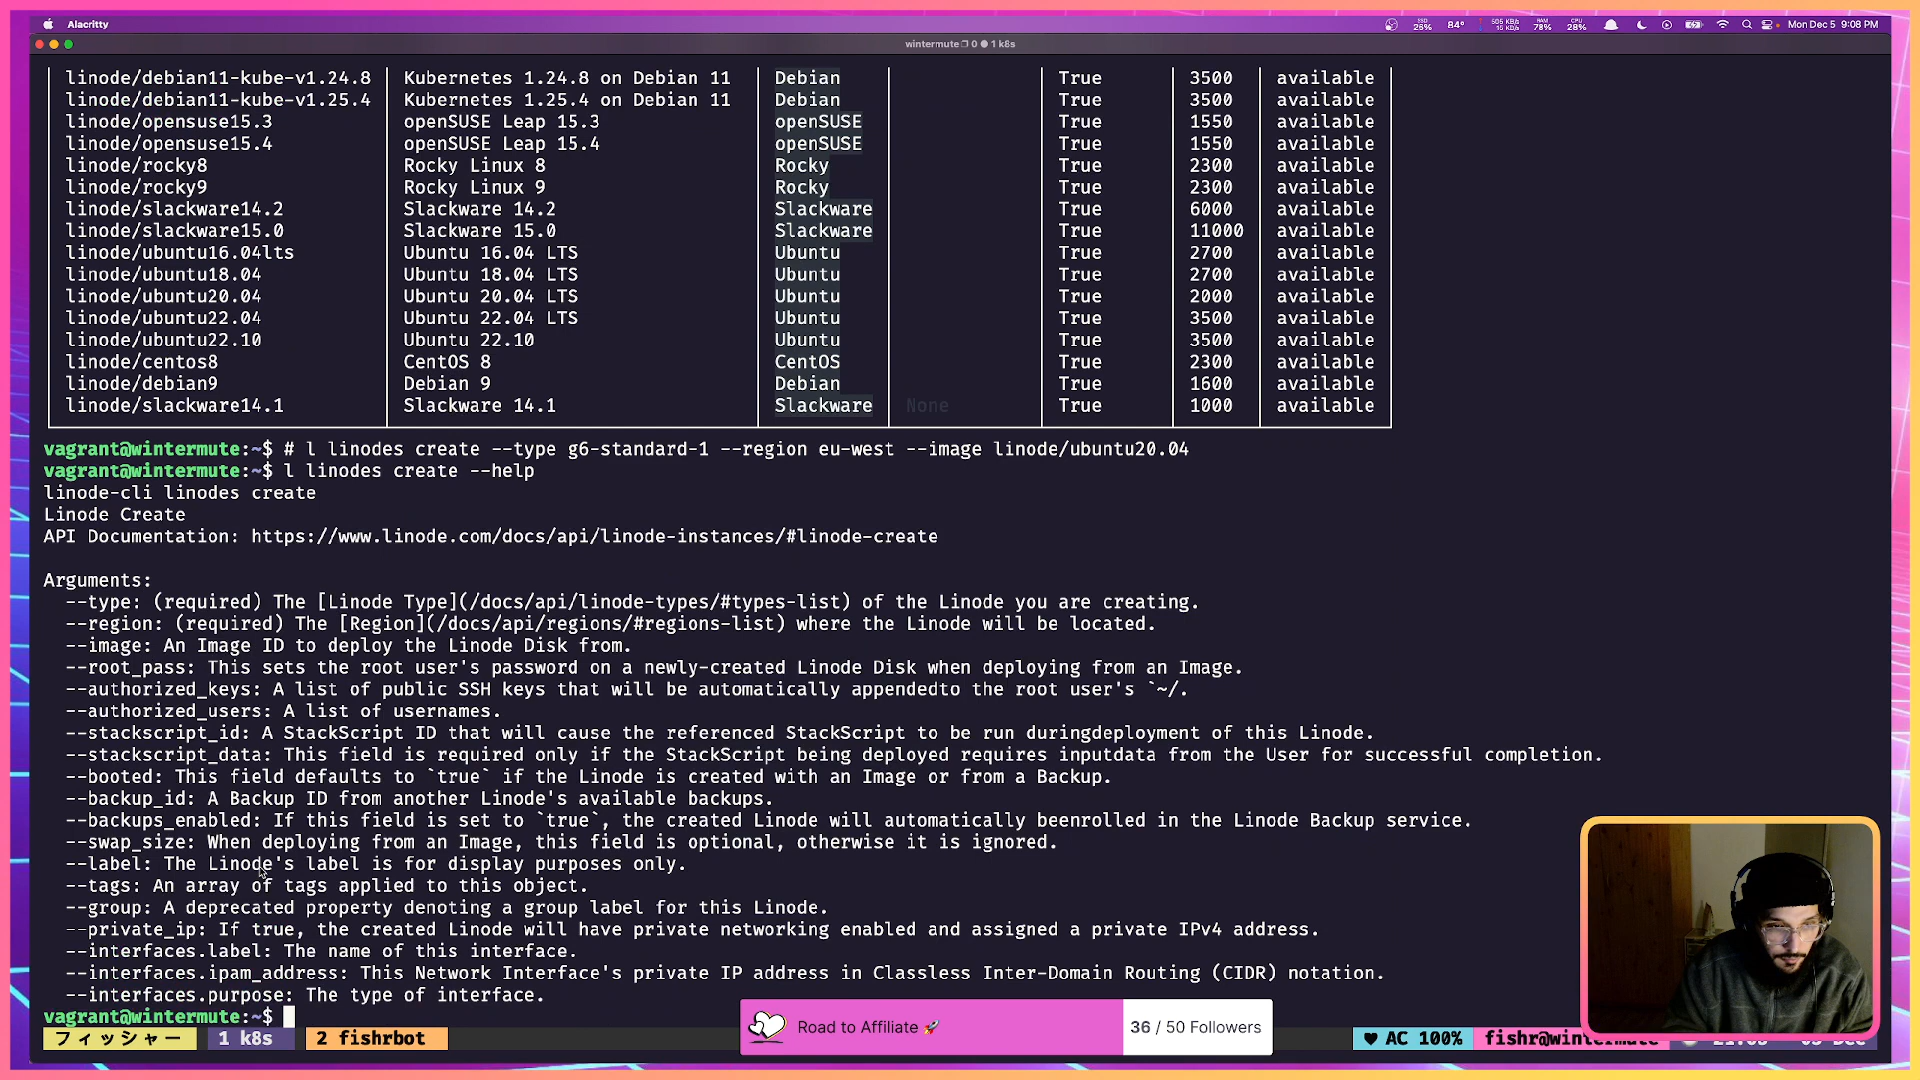 Alacritty
SSD 26%
84°
505 KB/s
15 KB/s
RAM 78%
CPU 28%
Mon Dec 5 9:08 PM
wintermute 0 ● 1 k8s
linode/debian11-kube-v1.24.8 Kubernetes 1.24.8 on Debian 11 Debian True 3500 available
linode/debian11-kube-v1.25.4 Kubernetes 1.25.4 on Debian 11 Debian True 3500 available
linode/opensuse15.3 openSUSE Leap 15.3 openSUSE True 1550 available
linode/opensuse15.4 openSUSE Leap 15.4 openSUSE True 1550 available
linode/rocky8 Rocky Linux 8 Rocky True 2300 available
linode/rocky9 Rocky Linux 9 Rocky True 2300 available
linode/slackware14.2 Slackware 14.2 Slackware True 6000 available
linode/slackware15.0 Slackware 15.0 Slackware True 11000 available
linode/ubuntu16.04lts Ubuntu 16.04 LTS Ubuntu True 2700 available
linode/ubuntu18.04 Ubuntu 18.04 LTS Ubuntu True 2700 available
linode/ubuntu20.04 Ubuntu 20.04 LTS Ubuntu True 2000 available
linode/ubuntu22.04 Ubuntu 22.04 LTS Ubuntu True 3500 available
linode/ubuntu22.10 Ubuntu 22.10 Ubuntu True 3500 available
linode/centos8 CentOS 8 CentOS True 2300 available
linode/debian9 Debian 9 Debian True 1600 available
linode/slackware14.1 Slackware 14.1 Slackware None True 1000 available
vagrant@wintermute:~$ # l linodes create --type g6-standard-1 --region eu-west --image linode/ubuntu20.04
vagrant@wintermute:~$ l linodes create --help
linode-cli linodes create
Linode Create
API Documentation: https://www.linode.com/docs/api/linode-instances/#linode-create
Arguments:
--type: (required) The [Linode Type](/docs/api/linode-types/#types-list) of the Linode you are creating.
--region: (required) The [Region](/docs/api/regions/#regions-list) where the Linode will be located.
--image: An Image ID to deploy the Linode Disk from.
--root_pass: This sets the root user's password on a newly-created Linode Disk when deploying from an Image.
--authorized_keys: A list of public SSH keys that will be automatically appendedto the root user's `~/.
--authorized_users: A list of usernames.
--stackscript_id: A StackScript ID that will cause the referenced StackScript to be run duringdeployment of this Linode.
--stackscript_data: This field is required only if the StackScript being deployed requires inputdata from the User for successful completion.
--booted: This field defaults to `true` if the Linode is created with an Image or from a Backup.
--backup_id: A Backup ID from another Linode's available backups.
--backups_enabled: If this field is set to `true`, the created Linode will automatically beenrolled in the Linode Backup service.
--swap_size: When deploying from an Image, this field is optional, otherwise it is ignored.
--label: The Linode's label is for display purposes only.
--tags: An array of tags applied to this object.
--group: A deprecated property denoting a group label for this Linode.
--private_ip: If true, the created Linode will have private networking enabled and assigned a private IPv4 address.
--interfaces.label: The name of this interface.
--interfaces.ipam_address: This Network Interface's private IP address in Classless Inter-Domain Routing (CIDR) notation.
--interfaces.purpose: The type of interface.
vagrant@wintermute:~$
フィッシャー 1 k8s 2 fishrbot
Road to Affiliate 🚀 36 / 50 Followers
♥ AC 100% fishr@wintermute